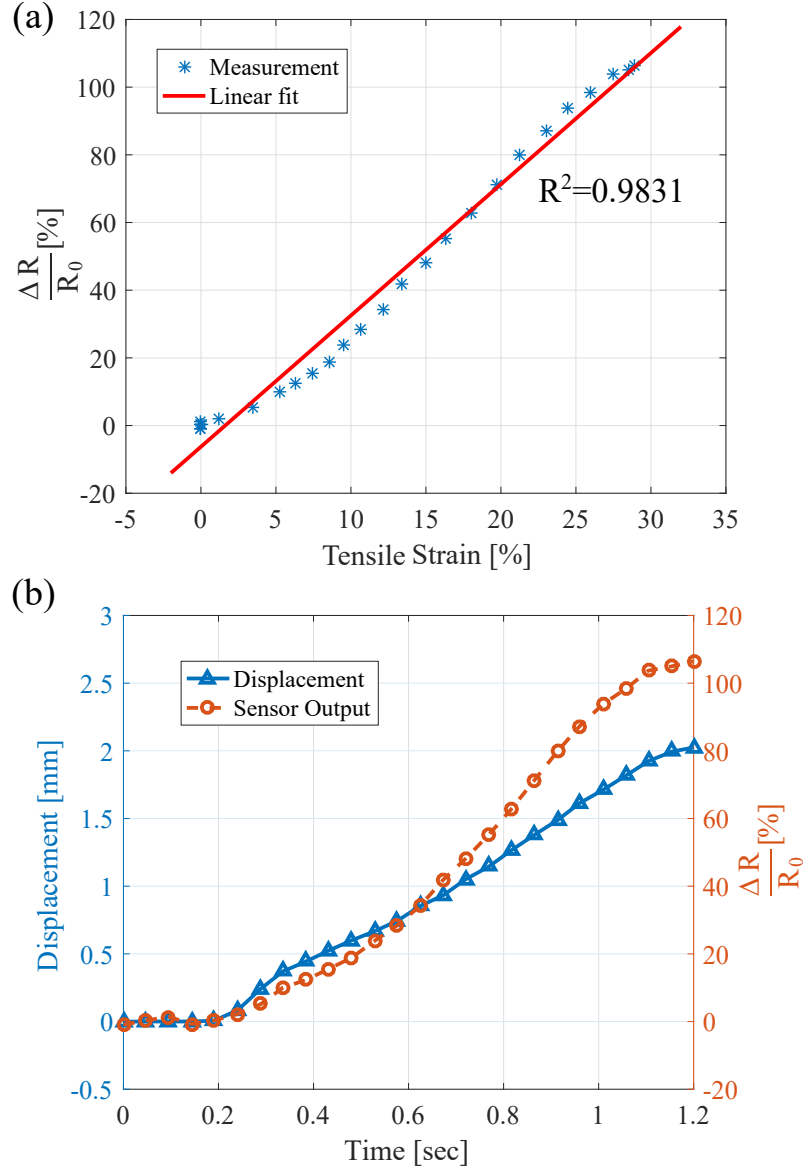 (a)
120
100
80
60
40
20
0
-20
Δ R
R0
[%]
Measurement
Linear fit
R²=0.9831
-5 0 5 10 15 20 25 30 35
Tensile Strain [%]
(b)
3
2.5
2
1.5
1
0.5
0
-0.5
Displacement [mm]
Displacement
Sensor Output
120
100
80
60
40
20
0
-20
Δ R
R0
[%]
0 0.2 0.4 0.6 0.8 1 1.2
Time [sec]